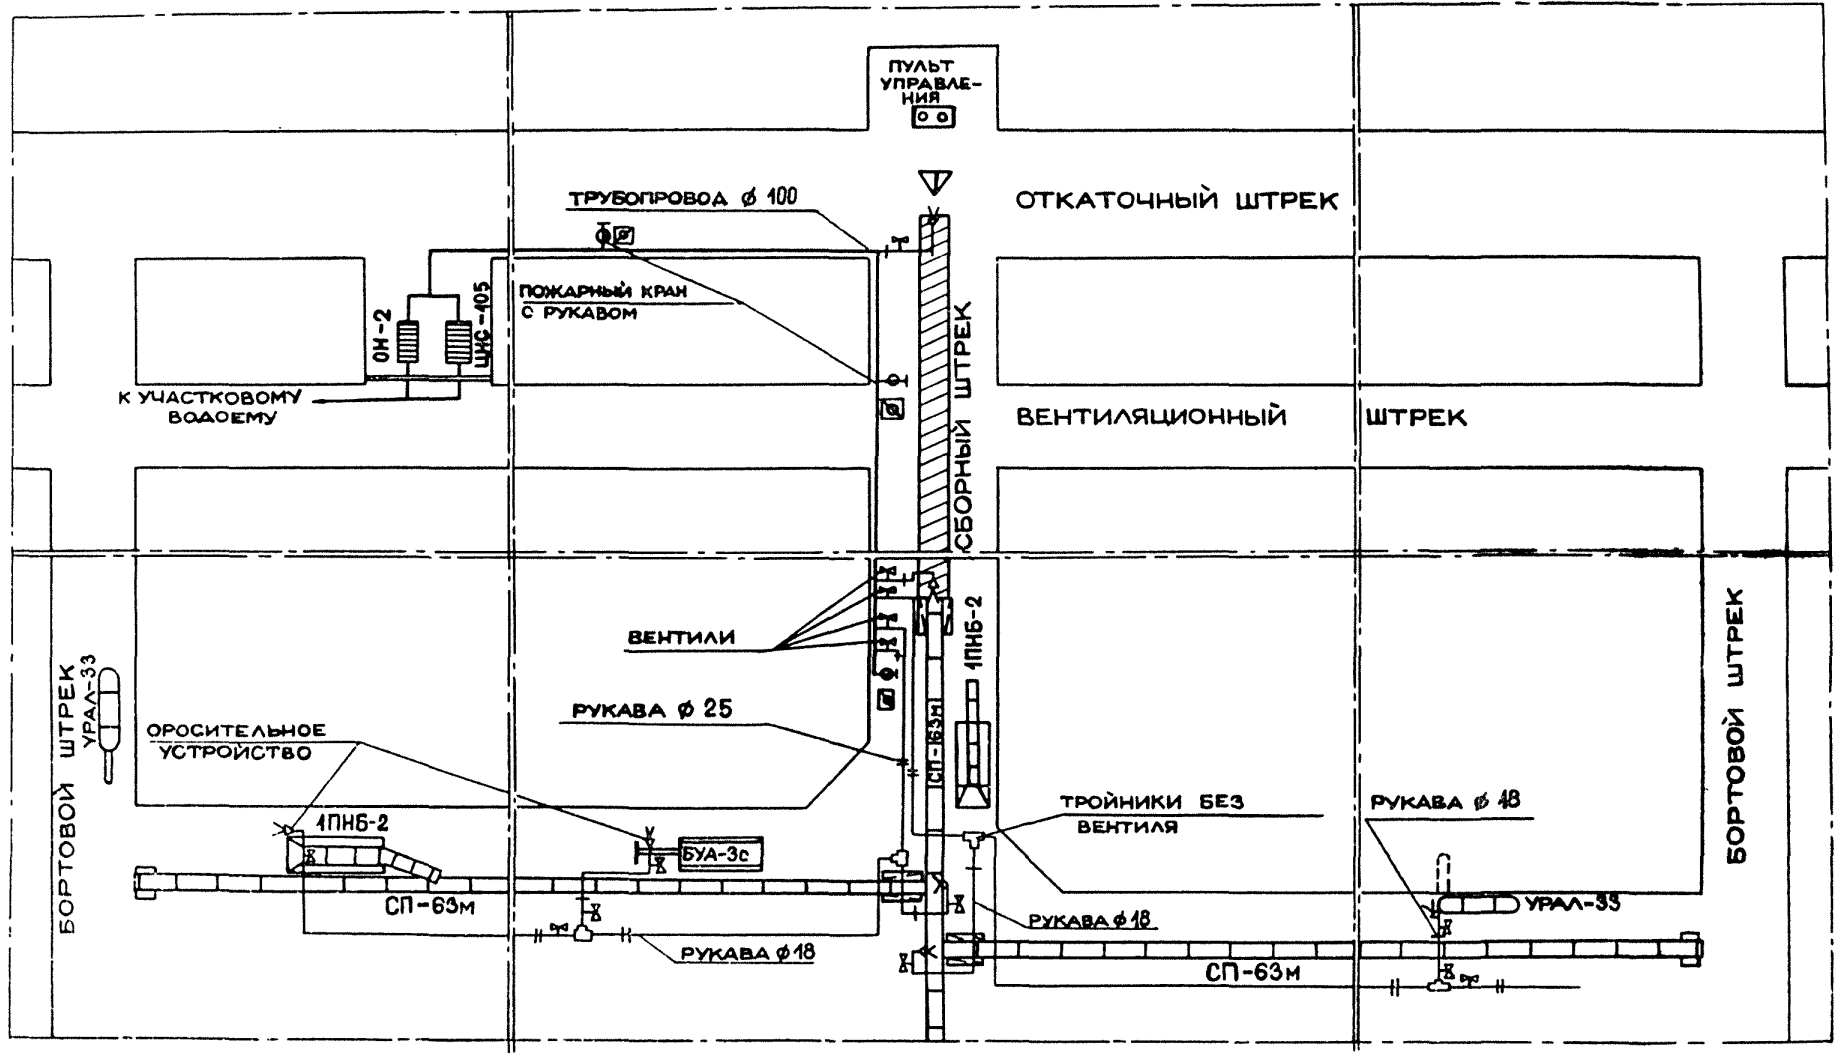 ПУЛЬТ
УПРАВЛЕ-
НИЯ
ТРУБОПРОВОД ϕ 100
ОТКАТОЧНЫЙ ШТРЕК
ПОЖАРНЫЙ КРАН
С РУКАВОМ
ОН-2
ЦНС-105
СБОРНЫЙ ШТРЕК
К УЧАСТКОВОМУ
ВОДОЕМУ
ВЕНТИЛЯЦИОННЫЙ ШТРЕК
ВЕНТИЛИ
1ПНБ-2
БОРТОВОЙ ШТРЕК
УРАЛ-33
РУКАВА ϕ 25
СП-63м
ОРОСИТЕЛЬНОЕ
УСТРОЙСТВО
БОРТОВОЙ ШТРЕК
ТРОЙНИКИ БЕЗ
ВЕНТИЛЯ
РУКАВА ϕ 18
1ПНБ-2
БУА-3с
СП-63м
УРАЛ-33
РУКАВА ϕ 18
РУКАВА ϕ 18
СП-63м